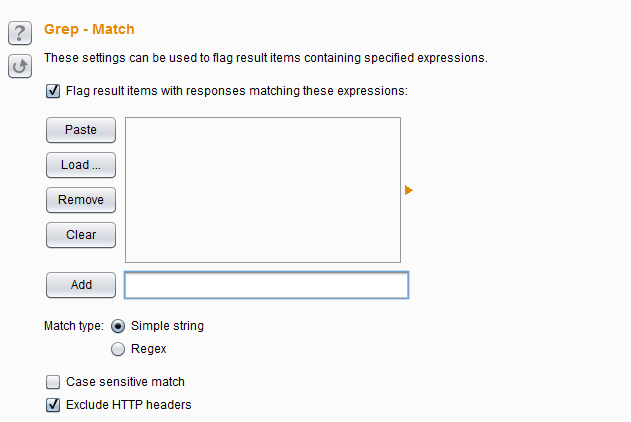 ?
Grep - Match
These settings can be used to flag result items containing specified expressions.
Flag result items with responses matching these expressions:
Paste
Load ...
Remove
Clear
Add
Match type: Simple string
Regex
Case sensitive match
Exclude HTTP headers